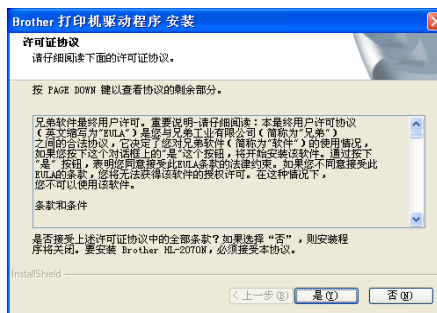 Brother 打印机驱动程序 安装
许可证协议
请仔细阅读下面的许可证协议。
按 PAGE DOWN 键以查看协议的剩余部分。
兄弟软件最终用户许可。重要说明-请仔细阅读：本最终用户许可协议
（英文缩写为"EULA"）是您与兄弟工业有限公司（简称为"兄弟"）
之间的合法协议，它决定了您对兄弟软件（简称为"软件"）的使用情况，
如果您按下这个对话框上的"是"这个按钮，将开始安装该软件。通过按下
"是" 按钮，表明您同意接受此EULA条款的法律约束。如果您不同意接受此
EULA的条款，您将无法获得该软件的授权许可。在这种情况下，
您不可以使用该软件。
条款和条件
是否接受上述许可证协议中的全部条款？如果选择 “否” ，则安装程
序将关闭。要安装 Brother HL-2070N，必须接受本协议。
InstallShield
< 上一步(B) 是(Y) 否(N)